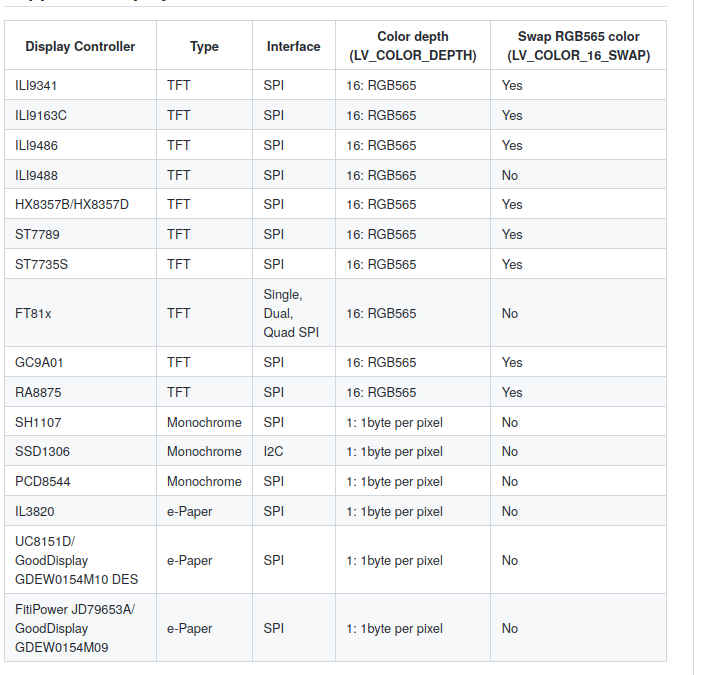 Display Controller Type Interface Color depth (LV_COLOR_DEPTH) Swap RGB565 color (LV_COLOR_16_SWAP)
ILI9341 TFT SPI 16: RGB565 Yes
ILI9163C TFT SPI 16: RGB565 Yes
ILI9486 TFT SPI 16: RGB565 Yes
ILI9488 TFT SPI 16: RGB565 No
HX8357B/HX8357D TFT SPI 16: RGB565 Yes
ST7789 TFT SPI 16: RGB565 Yes
ST7735S TFT SPI 16: RGB565 Yes
FT81x TFT Single, Dual, Quad SPI 16: RGB565 No
GC9A01 TFT SPI 16: RGB565 Yes
RA8875 TFT SPI 16: RGB565 Yes
SH1107 Monochrome SPI 1: 1byte per pixel No
SSD1306 Monochrome I2C 1: 1byte per pixel No
PCD8544 Monochrome SPI 1: 1byte per pixel No
IL3820 e-Paper SPI 1: 1byte per pixel No
UC8151D/ GoodDisplay GDEW0154M10 DES e-Paper SPI 1: 1byte per pixel No
FitiPower JD79653A/ GoodDisplay GDEW0154M09 e-Paper SPI 1: 1byte per pixel No